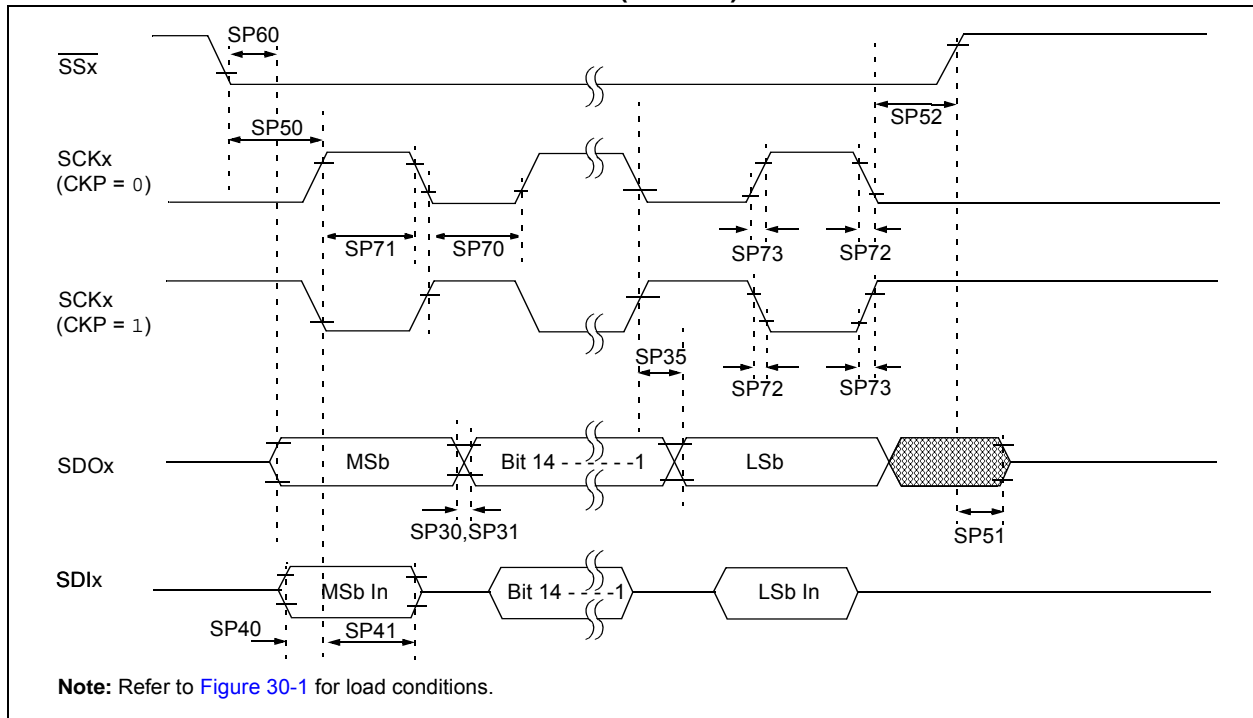 SP60
SSx
SP52
SP50
SCKx
(CKP = 0)
SP71
SP70
SP73
SP72
SCKx
(CKP = 1)
SP35
SP72
SP73
SDOx
MSb
Bit 14 - - - - - -1
LSb
SP30,SP31
SP51
SDIx
MSb In
Bit 14 - - - -1
LSb In
SP40
SP41
Note: Refer to Figure 30-1 for load conditions.